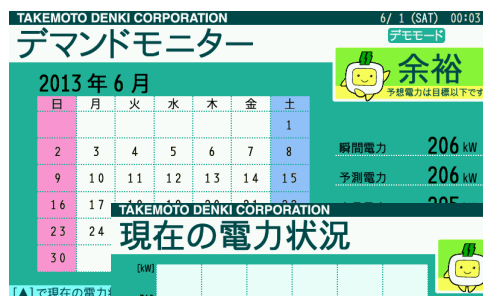 TAKEMOTO DENKI CORPORATION 6/ 1 (SAT) 00:03
デマンドモニター
デモモード
余裕
予想電力は目標以下です
2013年6月
日 月 火 水 木 金 土
1
2 3 4 5 6 7 8
9 10 11 12 13 14 15
16 17
23 24
30
瞬間電力 206 kW
予測電力 206 kW
TAKEMOTO DENKI CORPORATION
現在の電力状況
[kW]
[▲]で現在の電力